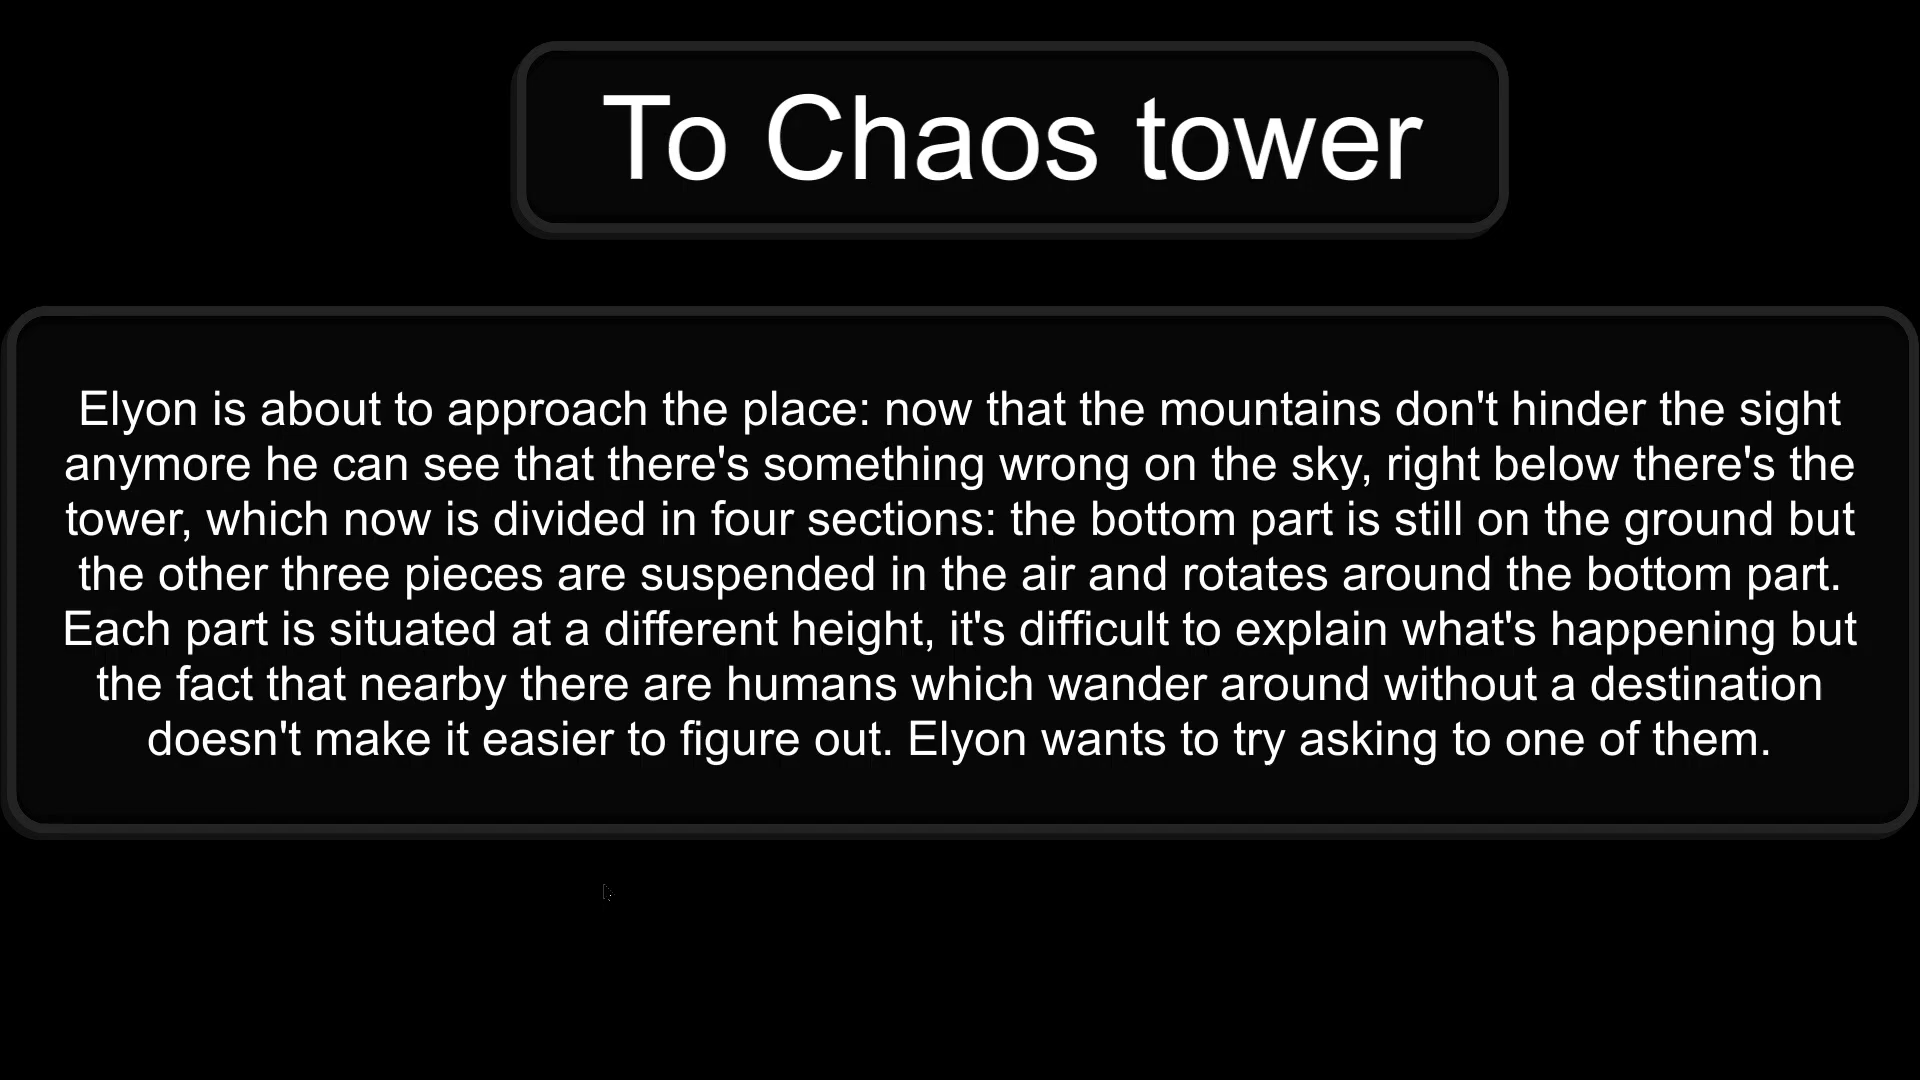 To Chaos tower
Elyon is about to approach the place: now that the mountains don't hinder the sight
anymore he can see that there's something wrong on the sky, right below there's the
tower, which now is divided in four sections: the bottom part is still on the ground but
the other three pieces are suspended in the air and rotates around the bottom part.
Each part is situated at a different height, it's difficult to explain what's happening but
the fact that nearby there are humans which wander around without a destination
doesn't make it easier to figure out. Elyon wants to try asking to one of them.